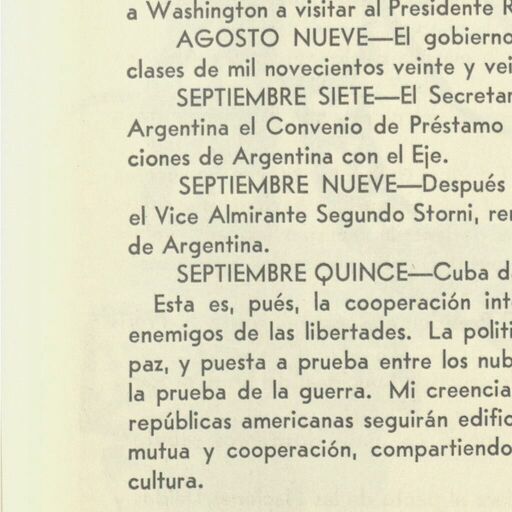 a Washington a visitar al Presidente R
AGOSTO NUEVE—El gobierno
clases de mil novecientos veinte y vei
SEPTIEMBRE SIETE—El Secretar
Argentina el Convenio de Préstamo
ciones de Argentina con el Eje.
SEPTIEMBRE NUEVE—Después
el Vice Almirante Segundo Storni, ren
de Argentina.
SEPTIEMBRE QUINCE—Cuba d
Esta es, pués, la cooperación int
enemigos de las libertades. La politi
paz, y puesta a prueba entre los nub
la prueba de la guerra. Mi creencia
repúblicas americanas seguirán edific
mutua y cooperación, compartiendo
cultura.